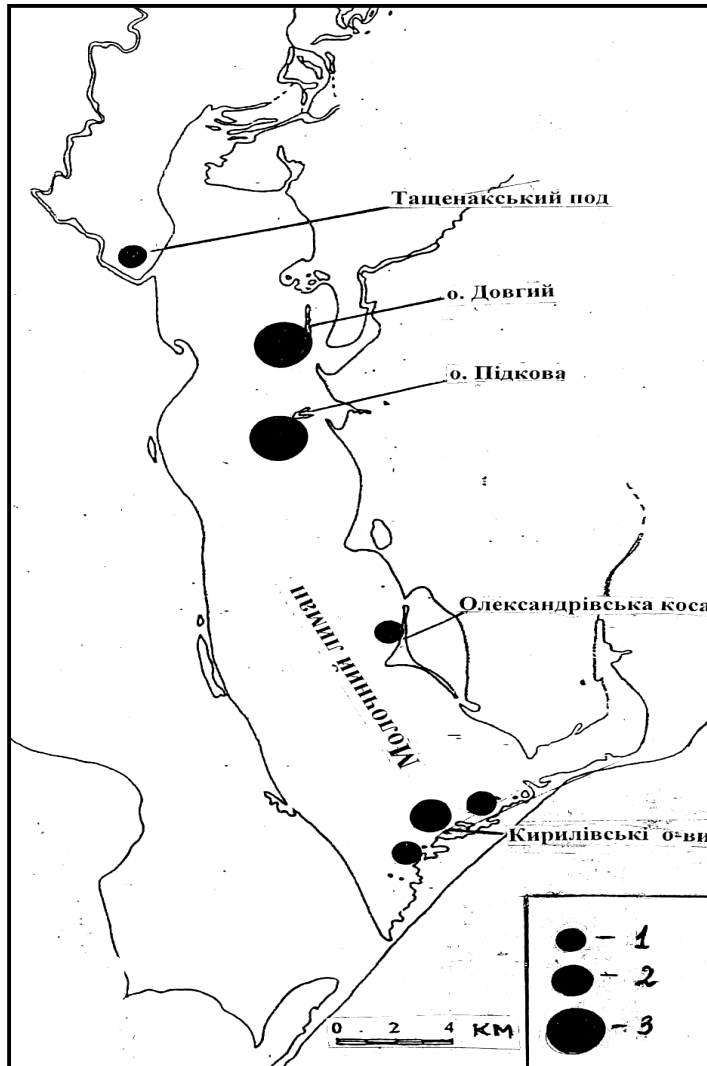 Тащенакський под
о. Довгий
о. Підкова
Олександрівська коса
Молочний лиман
Кирилівські о-ви
- 1
- 2
- 3
0 2 4 км